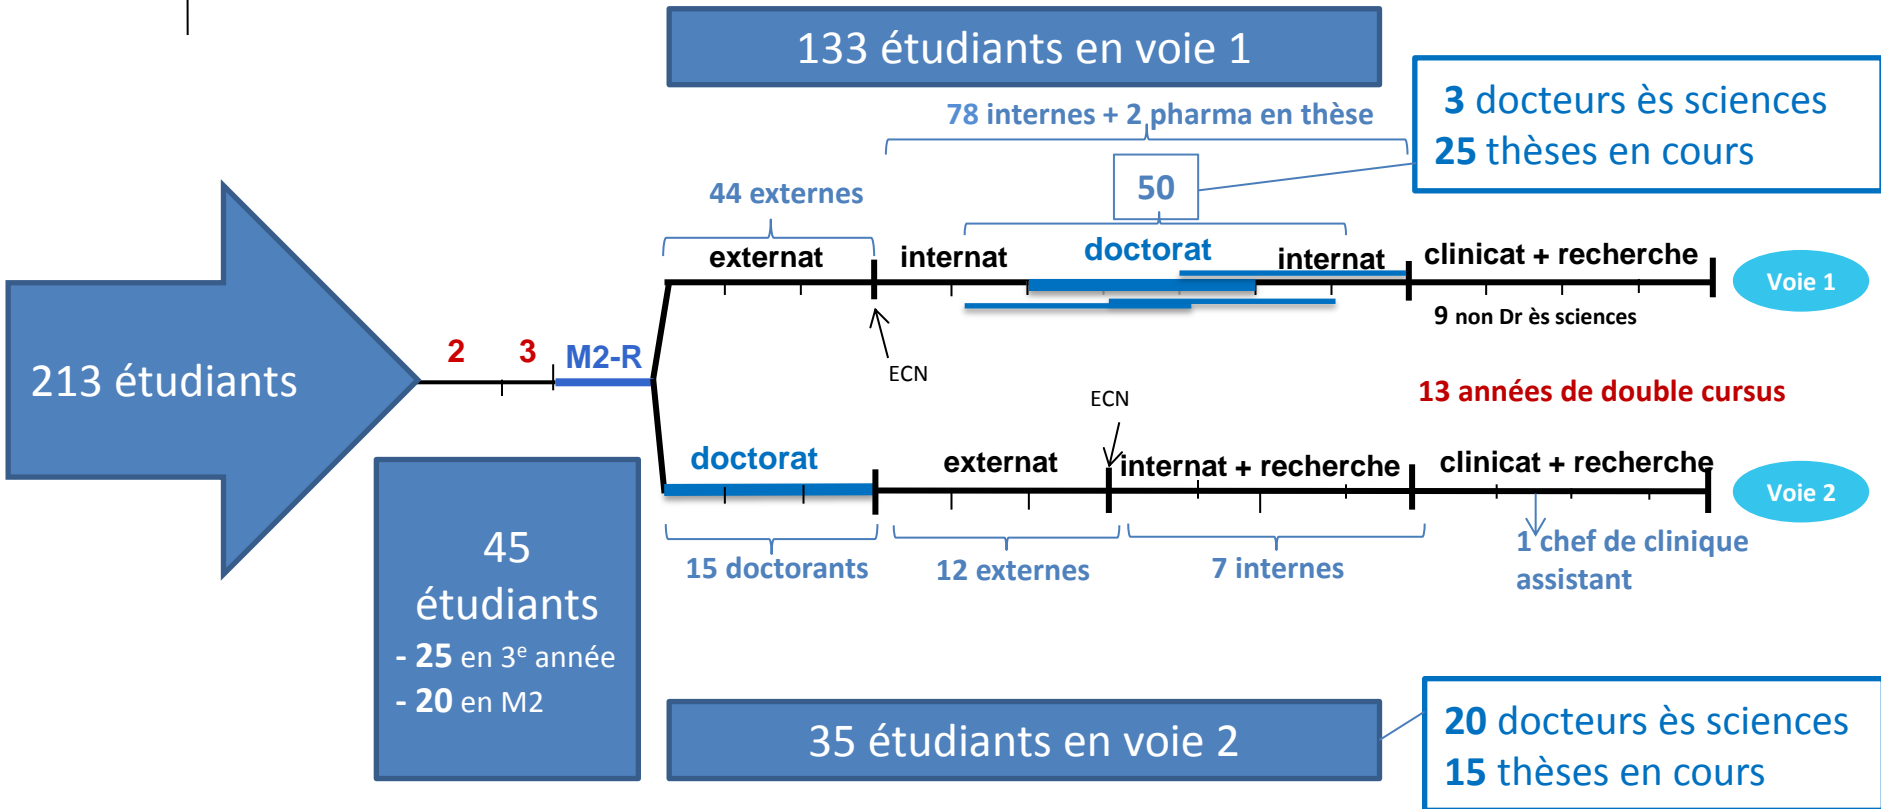 133 étudiants en voie 1
3 docteurs ès sciences
25 thèses en cours
78 internes + 2 pharma en thèse
50
44 externes
externat
internat
doctorat
internat
clinicat + recherche
Voie 1
9 non Dr ès sciences
ECN
213 étudiants
2
3
M2-R
13 années de double cursus
ECN
doctorat
externat
internat + recherche
clinicat + recherche
Voie 2
15 doctorants
12 externes
7 internes
1 chef de clinique
assistant
45
étudiants
- 25 en 3e année
- 20 en M2
35 étudiants en voie 2
20 docteurs ès sciences
15 thèses en cours